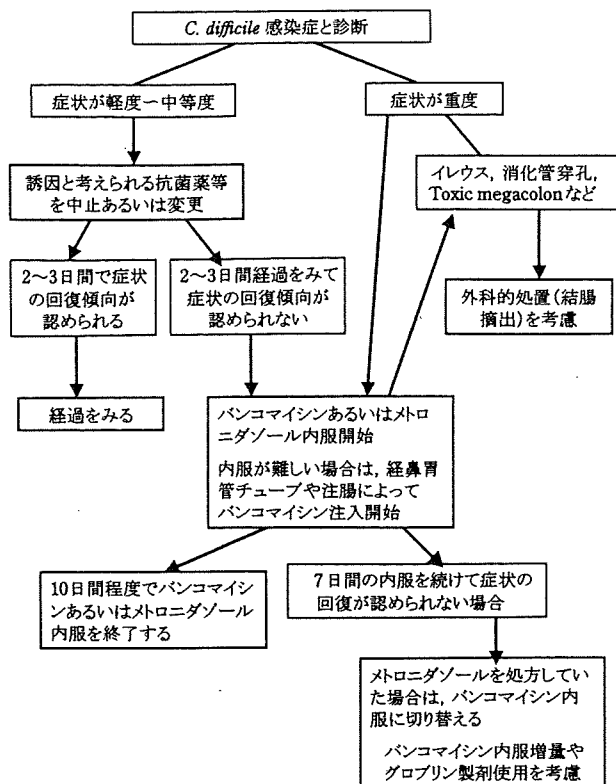 C. difficile 感染症と診断
症状が軽度－中等度
症状が重度
誘因と考えられる抗菌薬等
を中止あるいは変更
イレウス，消化管穿孔，
Toxic megacolonなど
2～3日間で症状
の回復傾向が
認められる
2～3日間経過をみて
症状の回復傾向が
認められない
外科的処置（結腸
摘出）を考慮
経過をみる
バンコマイシンあるいはメトロ
ニダゾール内服開始
内服が難しい場合は，経鼻胃
管チューブや注腸によって
バンコマイシン注入開始
10日間程度でバンコマイシ
ンあるいはメトロニダゾール
内服を終了する
7日間の内服を続けて症状の
回復が認められない場合
メトロニダゾールを処方してい
た場合は，バンコマイシン内
服に切り替える
バンコマイシン内服増量や
グロブリン製剤使用を考慮